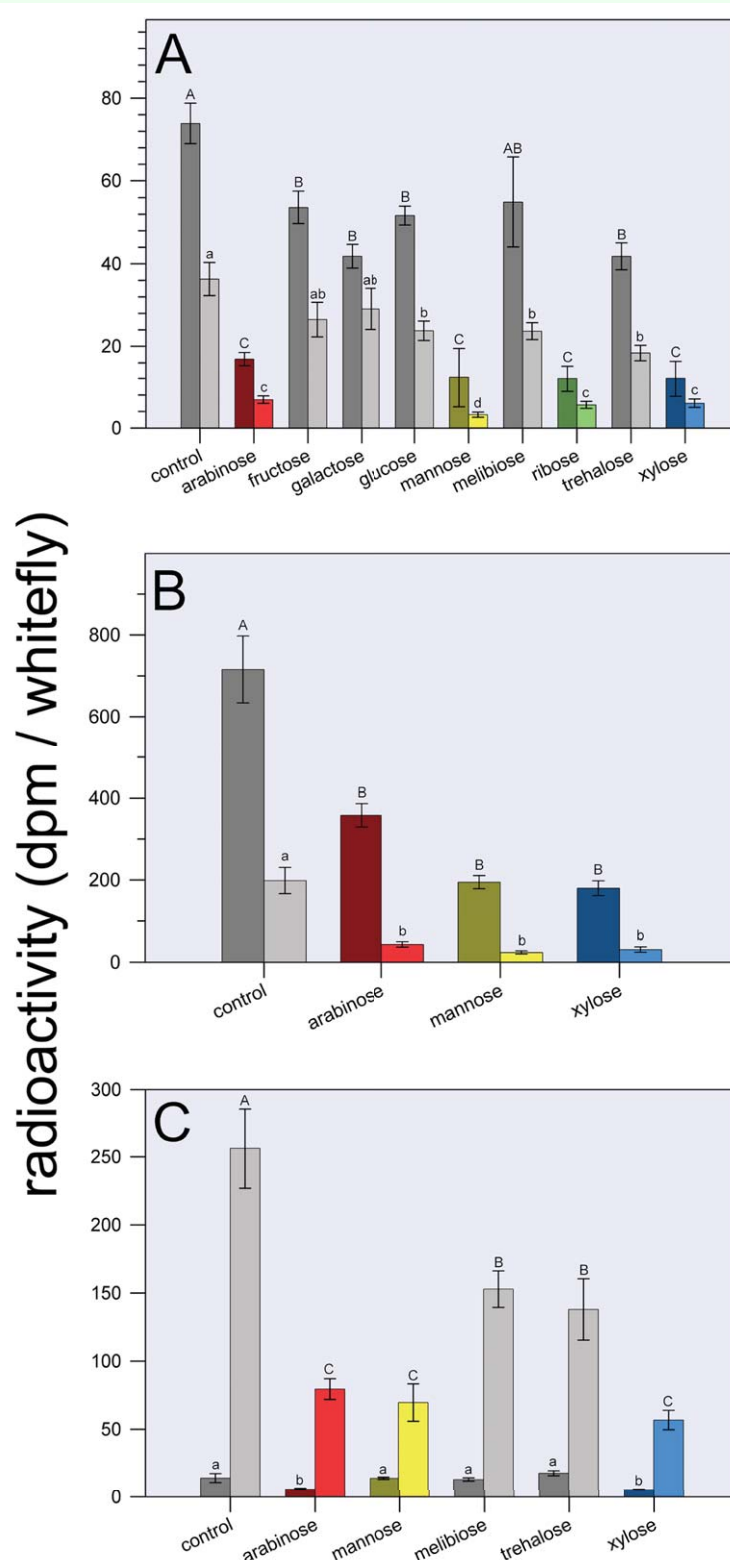 radioactivity (dpm / whitefly)
A
80
60
40
20
0
A
a
C
c
B
ab
B
ab
B
b
C
d
AB
b
C
c
B
b
C
c
control
arabinose
fructose
galactose
glucose
mannose
melibiose
ribose
trehalose
xylose
B
800
600
400
200
0
A
a
B
b
B
b
B
b
control
arabinose
mannose
xylose
C
300
250
200
150
100
50
0
a
A
b
C
a
C
a
B
a
B
b
C
control
arabinose
mannose
melibiose
trehalose
xylose